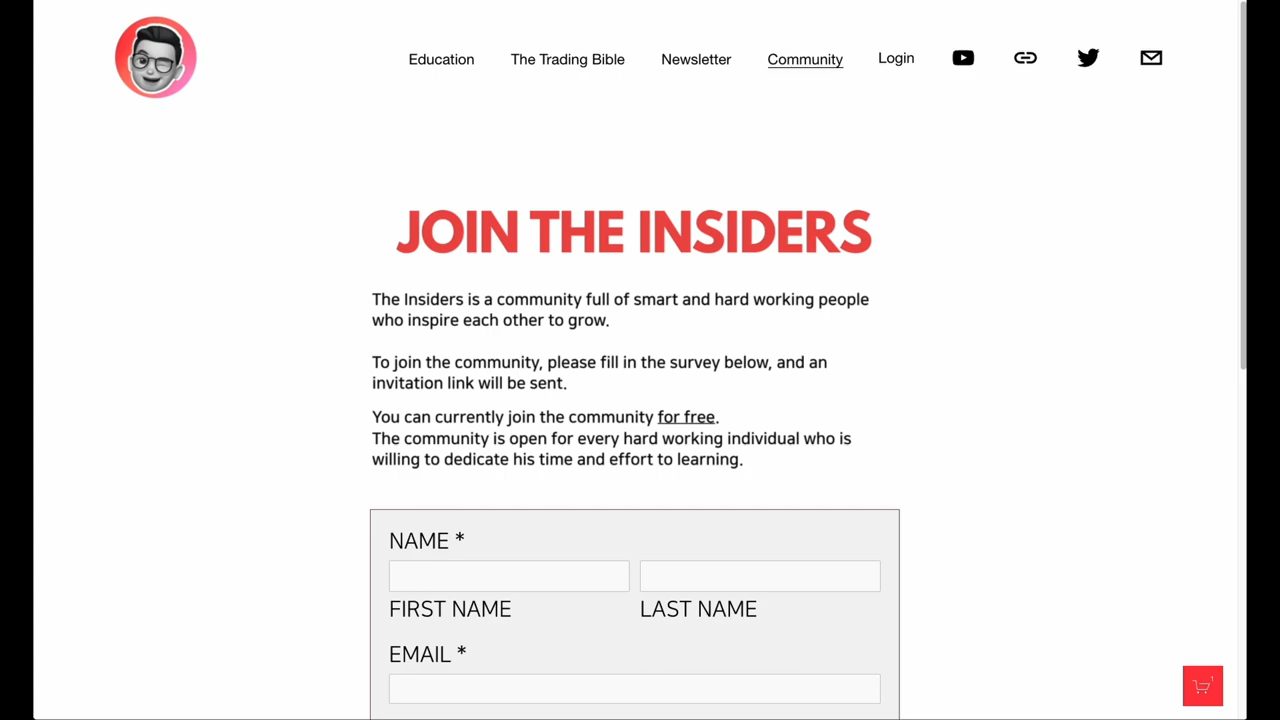 Education The Trading Bible Newsletter Community Login
JOIN THE INSIDERS
The Insiders is a community full of smart and hard working people
who inspire each other to grow.
To join the community, please fill in the survey below, and an
invitation link will be sent.
You can currently join the community for free.
The community is open for every hard working individual who is
willing to dedicate his time and effort to learning.
NAME *
FIRST NAME LAST NAME
EMAIL *
1